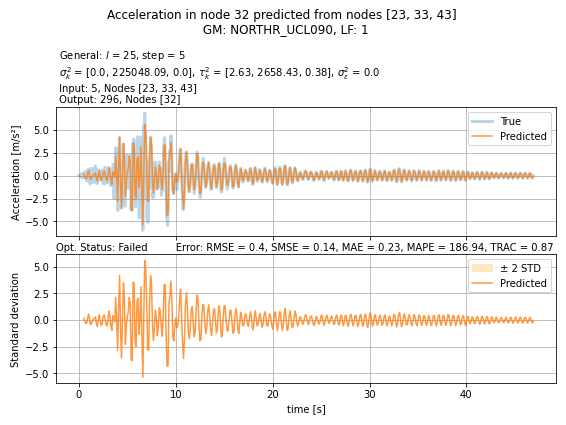 Acceleration in node 32 predicted from nodes [23, 33, 43]
GM: NORTHR_UCL090, LF: 1
General: l = 25, step = 5
σ²ₖ = [0.0, 225048.09, 0.0], τ²ₖ = [2.63, 2658.43, 0.38], σ²ₑ = 0.0
Input: 5, Nodes [23, 33, 43]
Output: 296, Nodes [32]
True
Predicted
Acceleration [m/s²]
5.0
2.5
0.0
−2.5
−5.0
Opt. Status: Failed
Error: RMSE = 0.4, SMSE = 0.14, MAE = 0.23, MAPE = 186.94, TRAC = 0.87
± 2 STD
Predicted
Standard deviation
5.0
2.5
0.0
−2.5
−5.0
0 10 20 30 40
time [s]